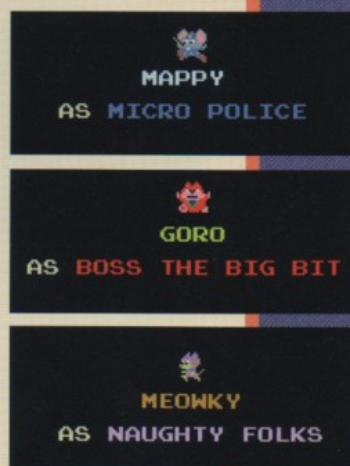 MAPPY
AS MICRO POLICE
GORO
AS BOSS THE BIG BIT
MEOWKY
AS NAUGHTY FOLKS